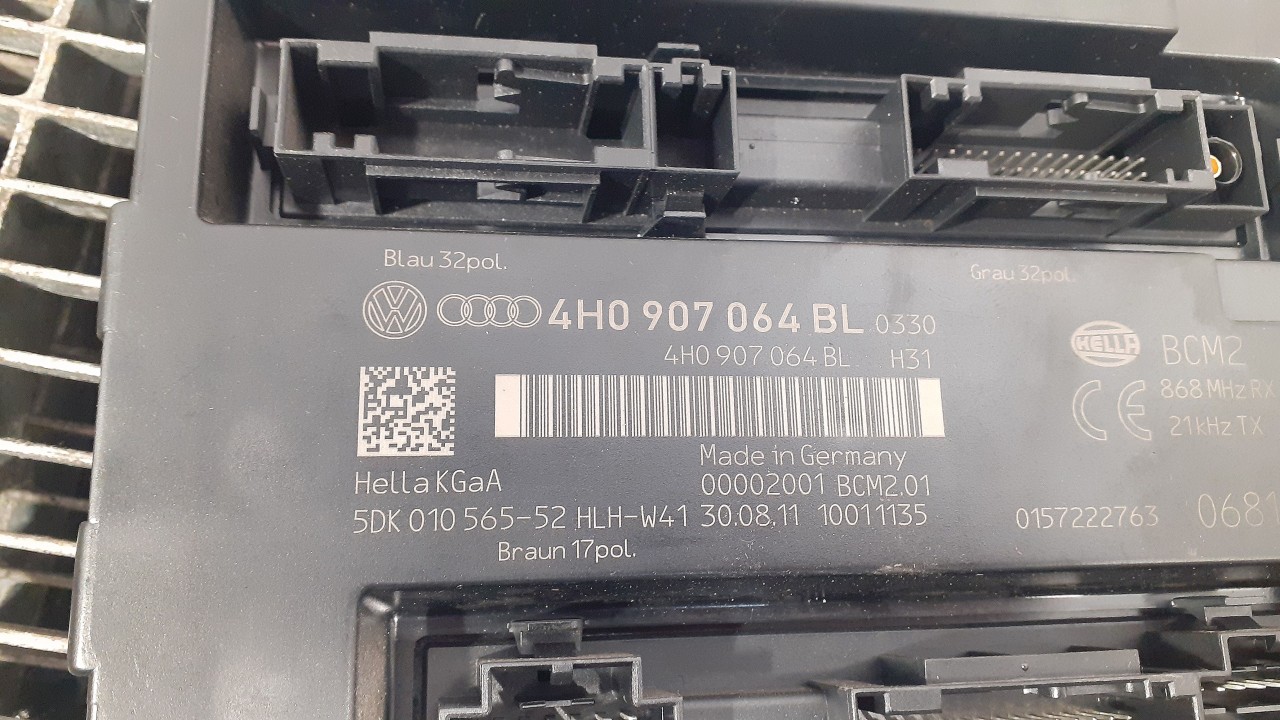 Blau 32pol.
Grau 32pol.
4H0 907 064 BL 0330
4H0 907 064 BL H31
HELLA BCM2
868 MHz RX
21kHz TX
Made in Germany
Hella KGaA
00002001 BCM2.01
5DK 010 565-52 HLH-W41 30.08.11 10011135
0157222763 0681
Braun 17pol.